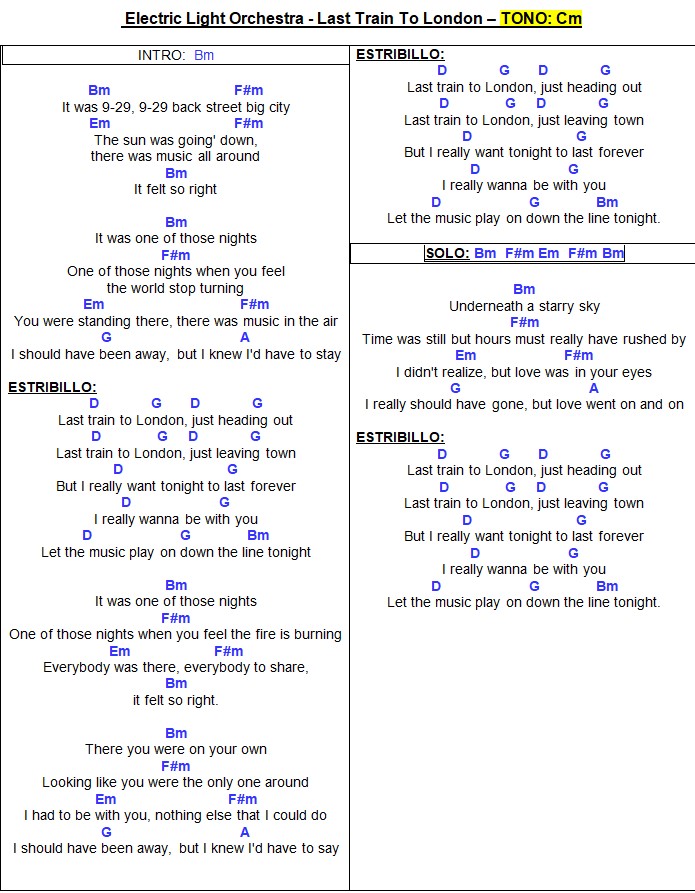 Electric Light Orchestra - Last Train To London – TONO: Cm
INTRO: Bm
Bm F#m
It was 9-29, 9-29 back street big city
Em F#m
The sun was going' down,
there was music all around
Bm
It felt so right
Bm
It was one of those nights
F#m
One of those nights when you feel
the world stop turning
Em F#m
You were standing there, there was music in the air
G A
I should have been away, but I knew I'd have to stay
ESTRIBILLO:
D G D G
Last train to London, just heading out
D G D G
Last train to London, just leaving town
D G
But I really want tonight to last forever
D G
I really wanna be with you
D G Bm
Let the music play on down the line tonight
Bm
It was one of those nights
F#m
One of those nights when you feel the fire is burning
Em F#m
Everybody was there, everybody to share,
Bm
it felt so right.
Bm
There you were on your own
F#m
Looking like you were the only one around
Em F#m
I had to be with you, nothing else that I could do
G A
I should have been away, but I knew I'd have to say
ESTRIBILLO:
D G D G
Last train to London, just heading out
D G D G
Last train to London, just leaving town
D G
But I really want tonight to last forever
D G
I really wanna be with you
D G Bm
Let the music play on down the line tonight.
SOLO: Bm F#m Em F#m Bm
Bm
Underneath a starry sky
F#m
Time was still but hours must really have rushed by
Em F#m
I didn't realize, but love was in your eyes
G A
I really should have gone, but love went on and on
ESTRIBILLO:
D G D G
Last train to London, just heading out
D G D G
Last train to London, just leaving town
D G
But I really want tonight to last forever
D G
I really wanna be with you
D G Bm
Let the music play on down the line tonight.